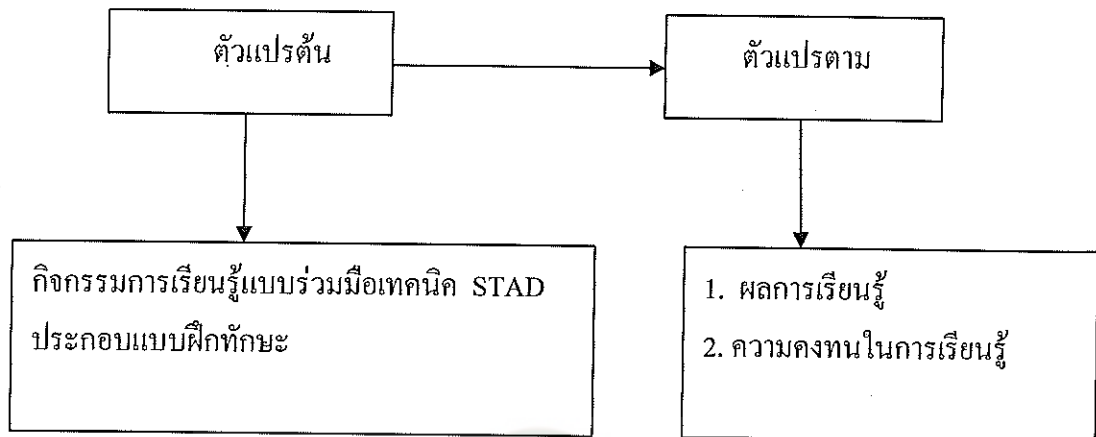 ตัวแปรต้น
ตัวแปรตาม
กิจกรรมการเรียนรู้แบบร่วมมือเทคนิค STAD
ประกอบแบบฝึกทักษะ
1. ผลการเรียนรู้
2. ความคงทนในการเรียนรู้